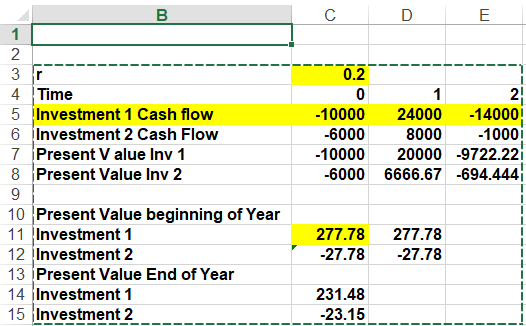 B C D E
1
2
3 r 0.2
4 Time 0 1 2
5 Investment 1 Cash flow -10000 24000 -14000
6 Investment 2 Cash Flow -6000 8000 -1000
7 Present V alue Inv 1 -10000 20000 -9722.22
8 Present Value Inv 2 -6000 6666.67 -694.444
9
10 Present Value beginning of Year
11 Investment 1 277.78 277.78
12 Investment 2 -27.78 -27.78
13 Present Value End of Year
14 Investment 1 231.48
15 Investment 2 -23.15